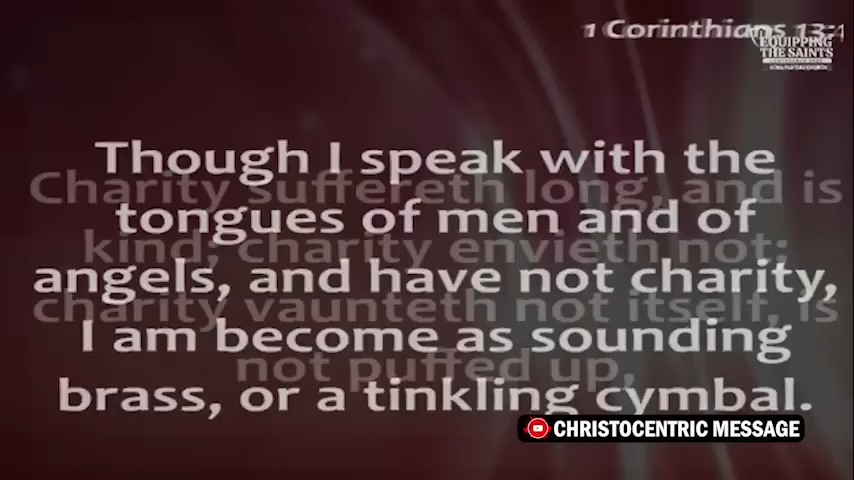 1 Corinthians 13:
EQUIPPING
THE SAINTS
Though I speak with the
Charity suffereth long, and is
tongues of men and of
kind; charity envieth not;
angels, and have not charity,
charity vaunteth not itself, is
I am become as sounding
not puffed up,
brass, or a tinkling cymbal.
CHRISTOCENTRIC MESSAGE